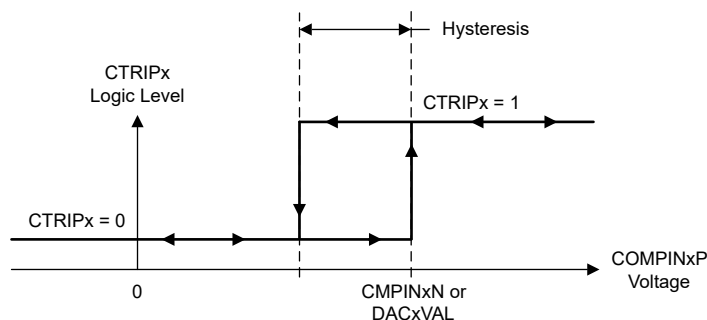 Hysteresis
CTRIPx
Logic Level
CTRIPx = 1
CTRIPx = 0
COMPINxP
Voltage
0
CMPINxN or
DACxVAL